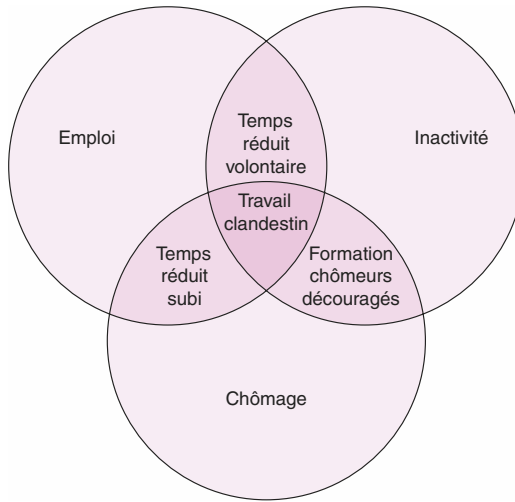 Emploi
Inactivité
Temps
réduit
volontaire
Travail
clandestin
Temps
réduit
subi
Formation
chômeurs
découragés
Chômage